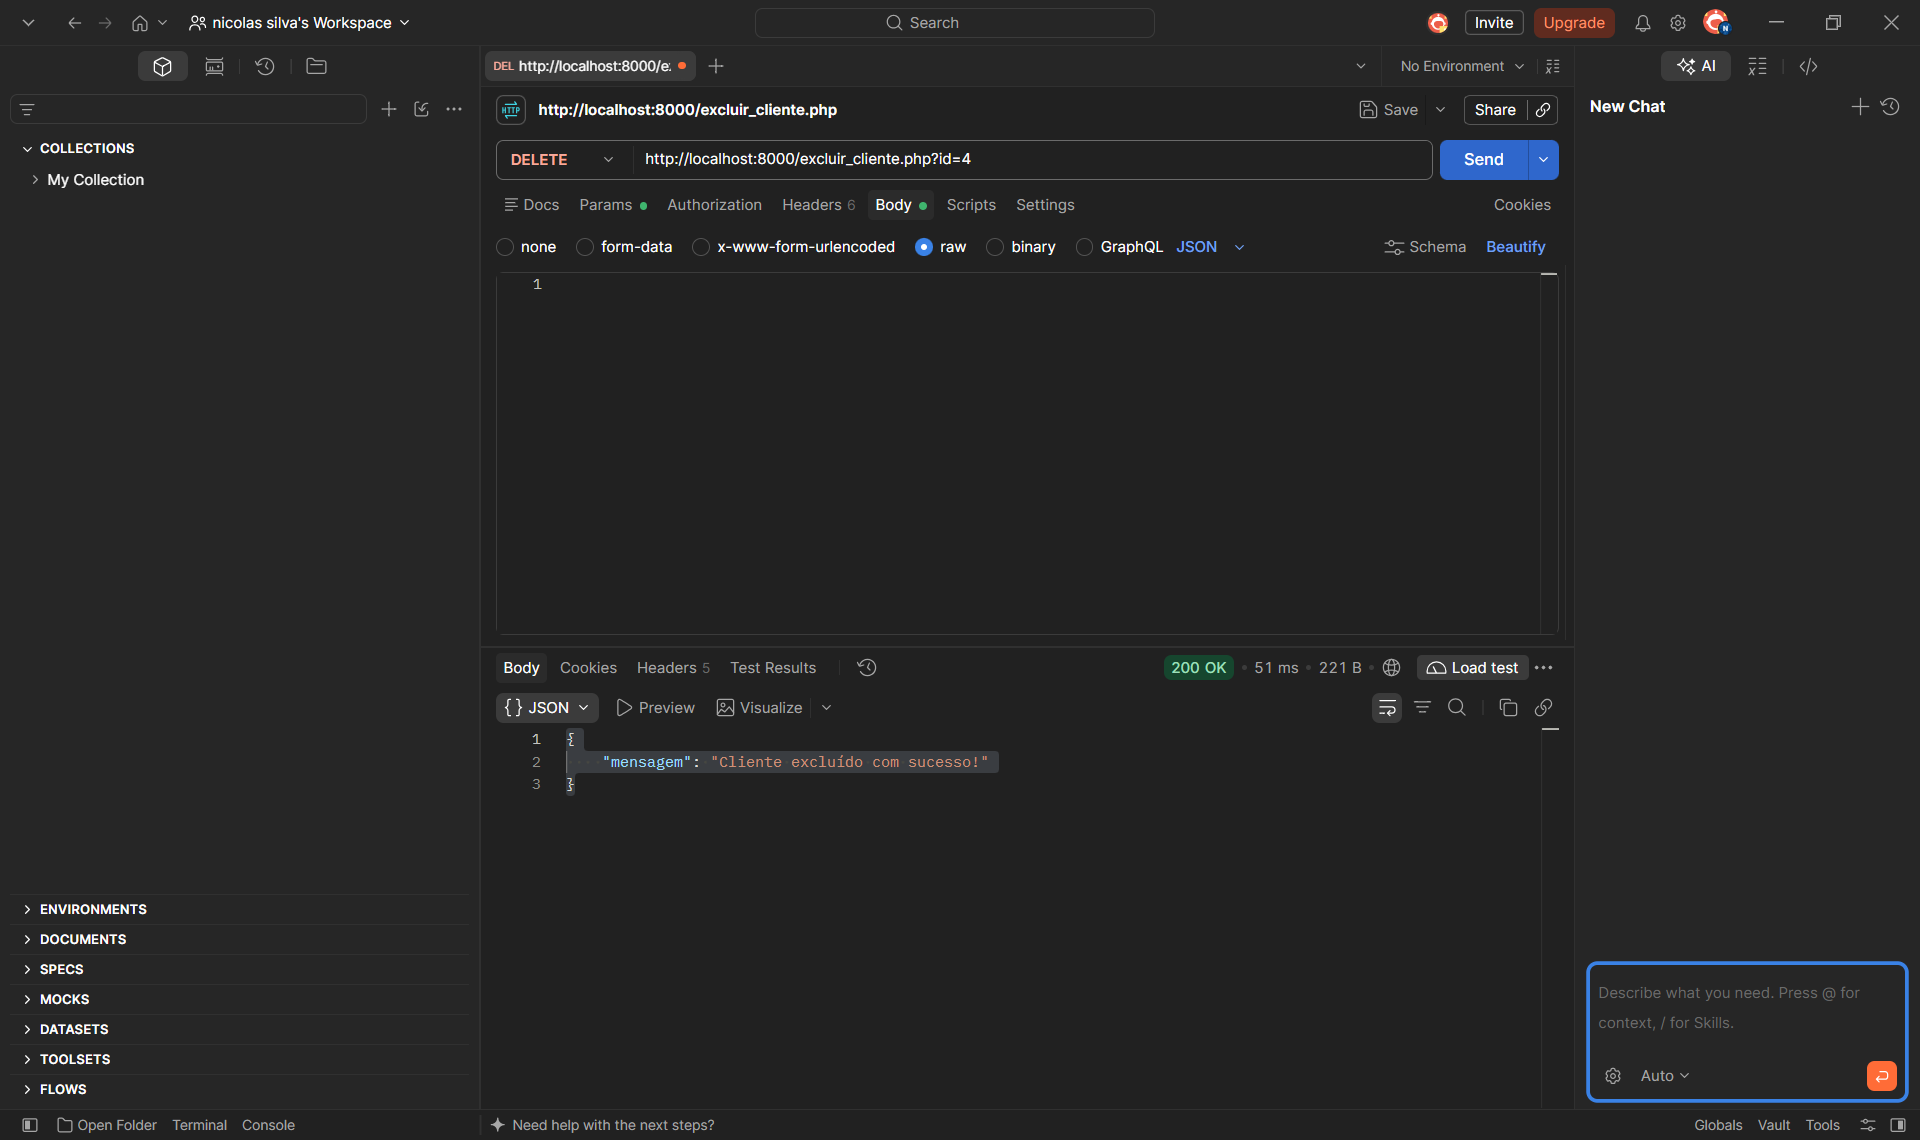 nicolas silva's Workspace
Search
Invite
Upgrade
N
DEL http://localhost:8000/e:
No Environment
AI
HTTP
http://localhost:8000/excluir_cliente.php
Save
Share
New Chat
COLLECTIONS
My Collection
DELETE
http://localhost:8000/excluir_cliente.php?id=4
Send
Docs
Params
Authorization
Headers 6
Body
Scripts
Settings
Cookies
none
form-data
x-www-form-urlencoded
raw
binary
GraphQL
JSON
Schema
Beautify
1
Body
Cookies
Headers 5
Test Results
200 OK
51 ms
221 B
Load test
{} JSON
Preview
Visualize
1 {
2 "mensagem": "Cliente excluído com sucesso!"
3 }
ENVIRONMENTS
DOCUMENTS
SPECS
MOCKS
DATASETS
TOOLSETS
FLOWS
Describe what you need. Press @ for
context, / for Skills.
Auto
Open Folder
Terminal
Console
Need help with the next steps?
Globals
Vault
Tools